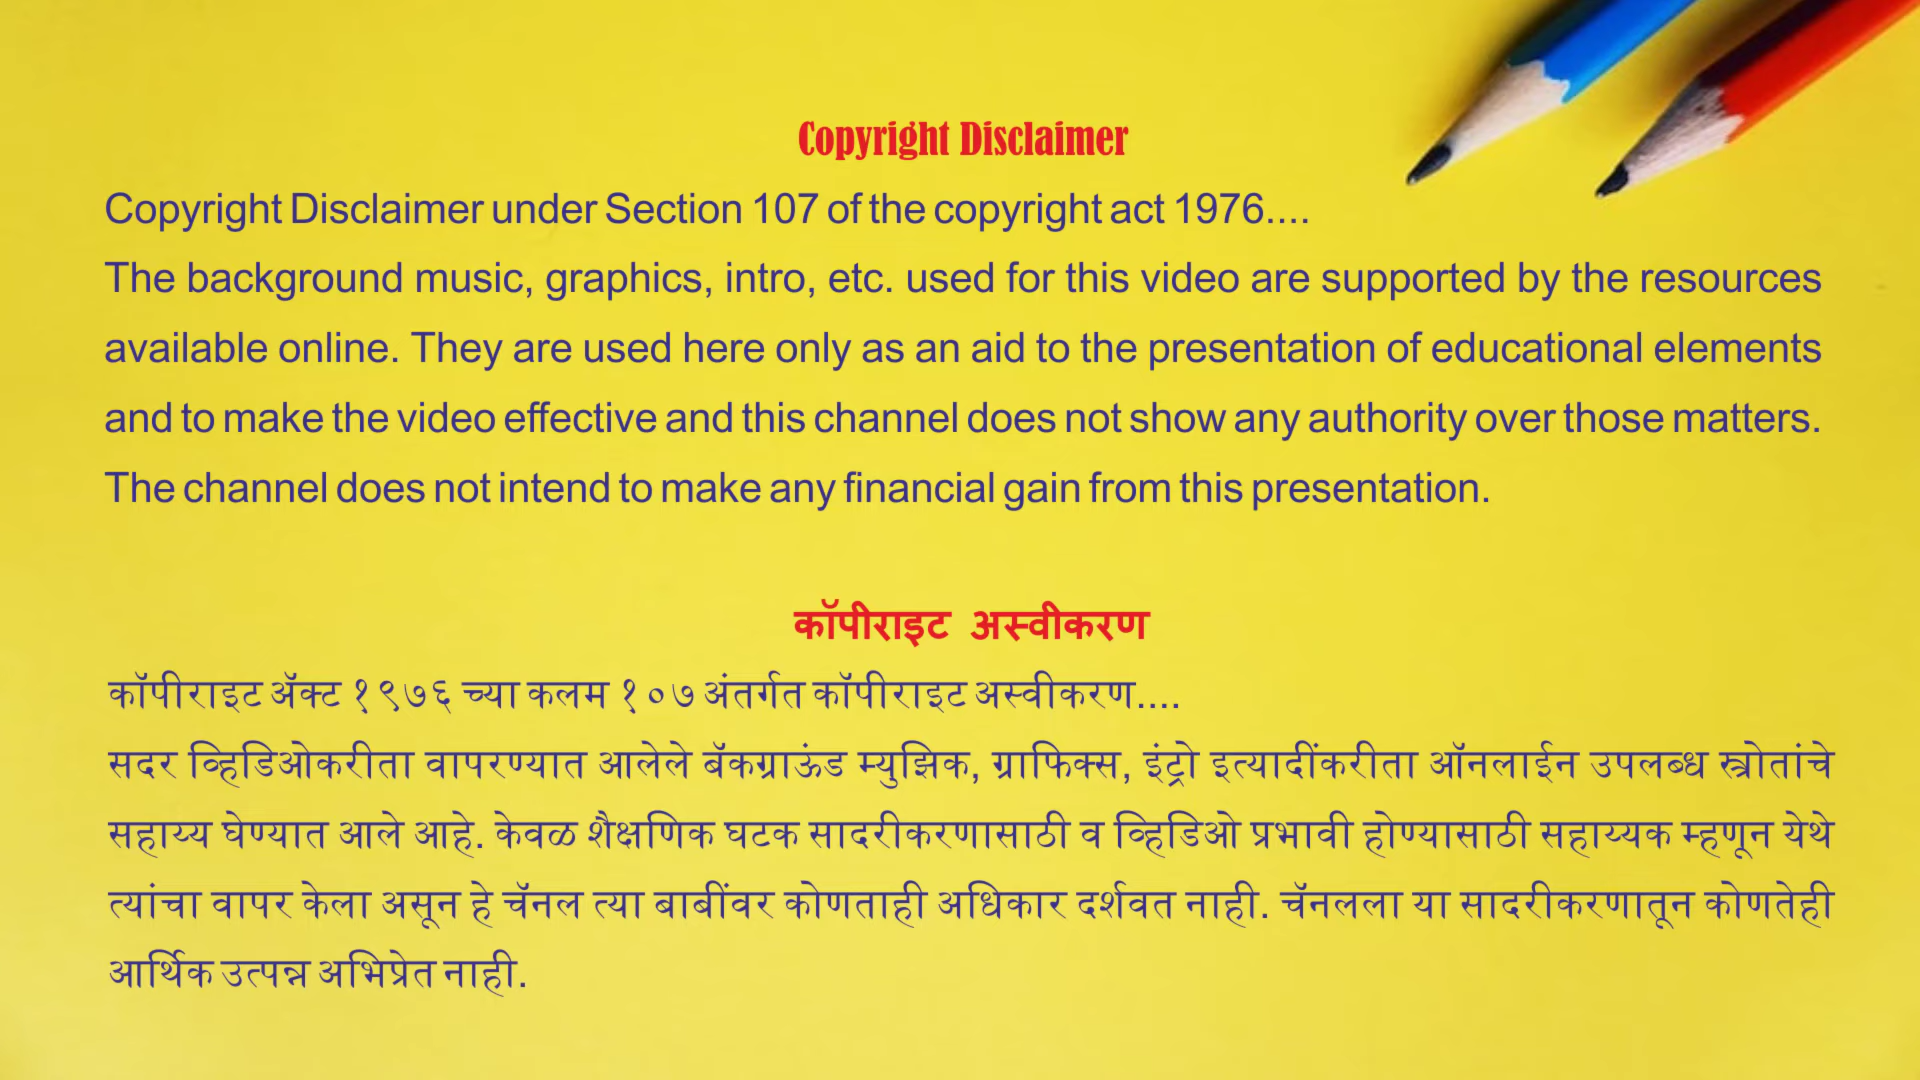 Copyright Disclaimer
Copyright Disclaimer under Section 107 of the copyright act 1976....
The background music, graphics, intro, etc. used for this video are supported by the resources
available online. They are used here only as an aid to the presentation of educational elements
and to make the video effective and this channel does not show any authority over those matters.
The channel does not intend to make any financial gain from this presentation.
कॉपीराइट अस्वीकरण
कॉपीराइट ॲक्ट १९७६ च्या कलम १०७ अंतर्गत कॉपीराइट अस्वीकरण....
सदर व्हिडिओकरीता वापरण्यात आलेले बॅकग्राऊंड म्युझिक, ग्राफिक्स, इंट्रो इत्यादींकरीता ऑनलाईन उपलब्ध स्त्रोतांचे
सहाय्य घेण्यात आले आहे. केवळ शैक्षणिक घटक सादरीकरणासाठी व व्हिडिओ प्रभावी होण्यासाठी सहाय्यक म्हणून येथे
त्यांचा वापर केला असून हे चॅनल त्या बाबींवर कोणताही अधिकार दर्शवत नाही. चॅनलला या सादरीकरणातून कोणतेही
आर्थिक उत्पन्न अभिप्रेत नाही.